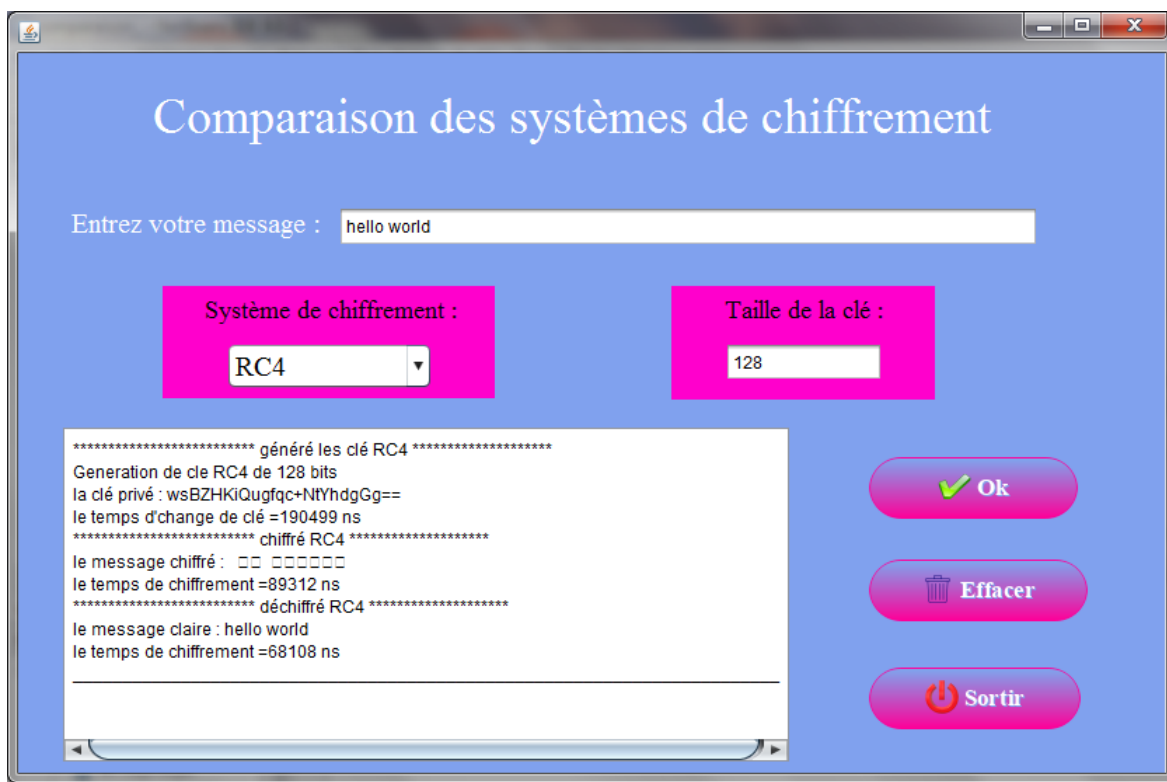 Comparaison des systèmes de chiffrement
Entrez votre message :
hello world
Système de chiffrement :
RC4
Taille de la clé :
128
************************** généré les clé RC4 ********************
Generation de cle RC4 de 128 bits
la clé privé : wsBZHKiQugfqc+NtYhdgGg==
le temps d'change de clé =190499 ns
************************** chiffré RC4 ********************
le message chiffré : □□ □□□□□□
le temps de chiffrement =89312 ns
************************** déchiffré RC4 ********************
le message claire : hello world
le temps de chiffrement =68108 ns
Ok
Effacer
Sortir